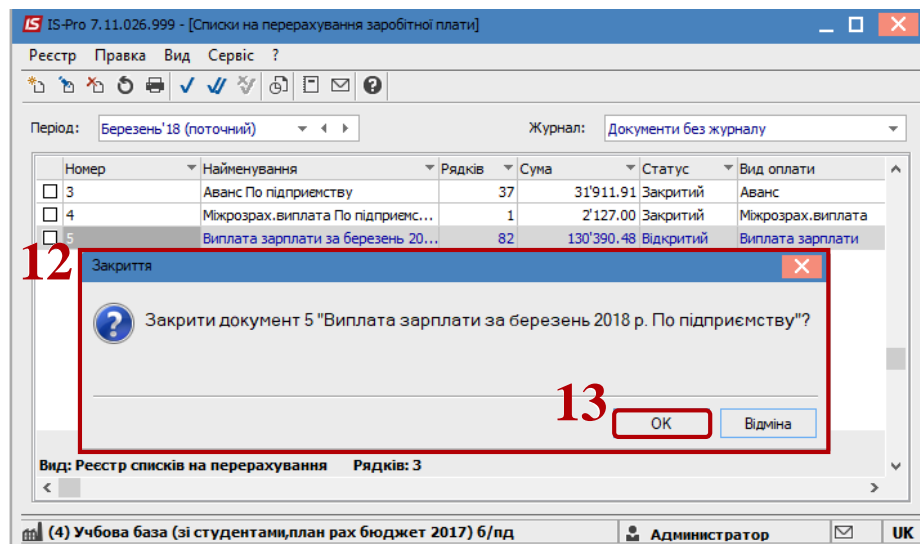 IS-Pro 7.11.026.999 - [Списки на перерахування заробітної плати]
Реєстр Правка Вид Сервіс ?
Період: Березень'18 (поточний) Журнал: Документи без журналу
Номер Найменування Рядків Сума Статус Вид оплати
3 Аванс По підприємству 37 31'911.91 Закритий Аванс
4 Міжрозрах.виплата По підприємс... 1 2'127.00 Закритий Міжрозрах.виплата
5 Виплата зарплати за березень 20... 82 130'390.48 Відкритий Виплата зарплати
12 Закриття
Закрити документ 5 "Виплата зарплати за березень 2018 р. По підприємству"?
13 ОК Відміна
Вид: Реєстр списків на перерахування Рядків: 3
(4) Учбова база (зі студентами,план рах бюджет 2017) б/пд Администратор UK